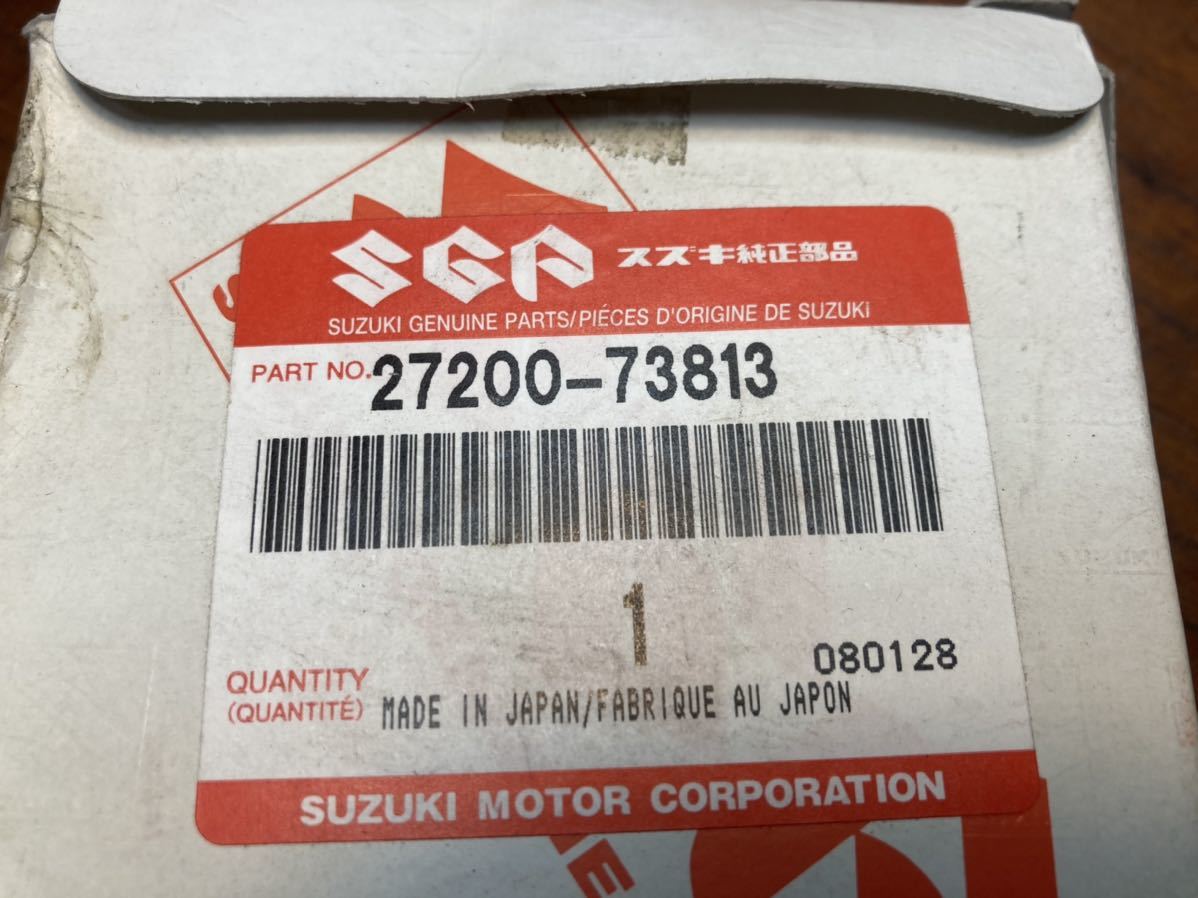 SGP スズキ純正部品
SUZUKI GENUINE PARTS/PIÉCES D'ORIGINE DE SUZUKI
PART NO. 27200-73813
1
080128
QUANTITY
(QUANTITÉ) MADE IN JAPAN/FABRIQUE AU JAPON
SUZUKI MOTOR CORPORATION